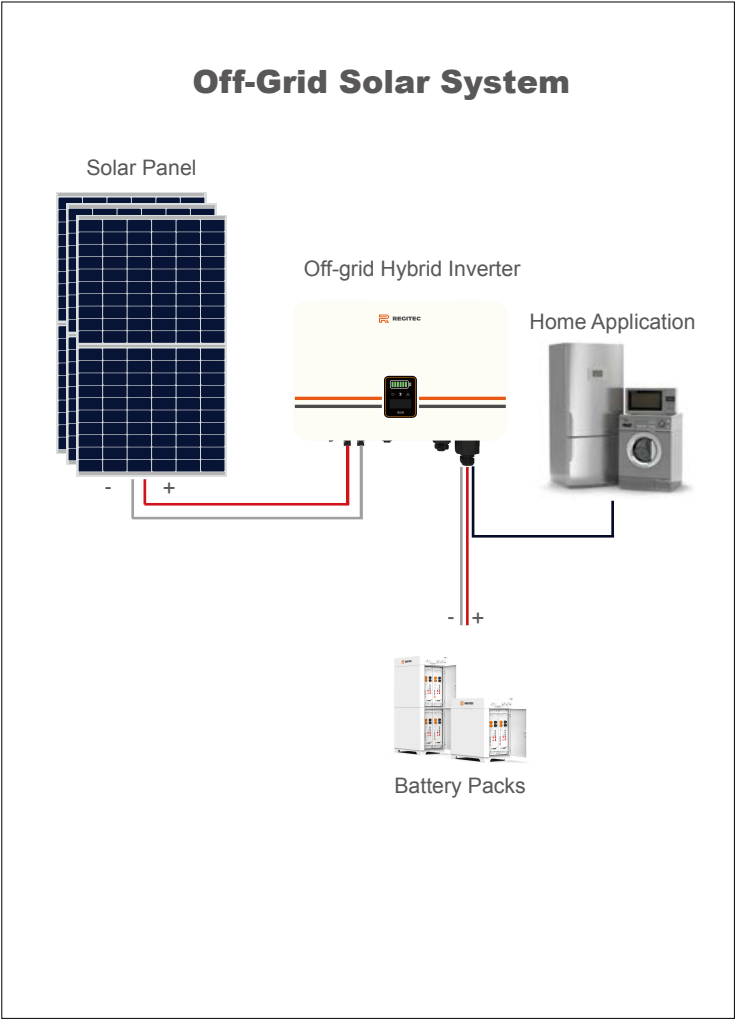 Off-Grid Solar System
Solar Panel
Off-grid Hybrid Inverter
RECITEC
Home Application
- +
- +
Battery Packs